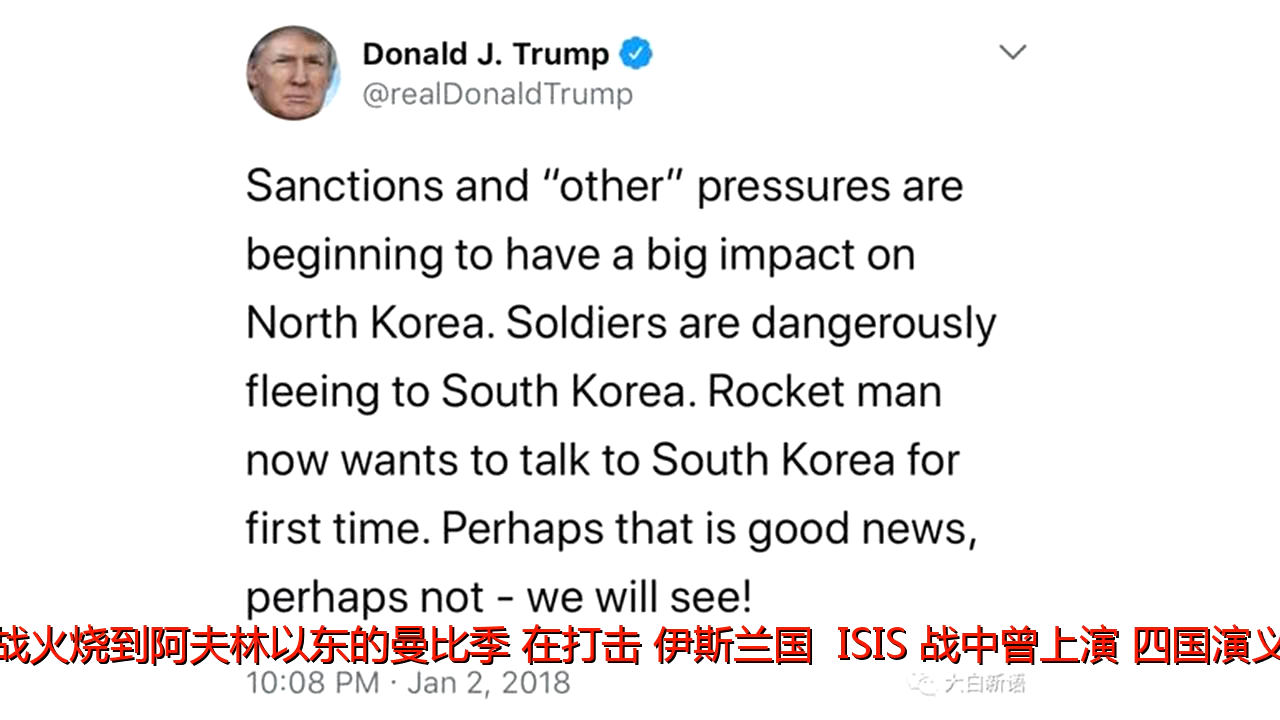 Donald J. Trump
@realDonaldTrump
Sanctions and “other” pressures are
beginning to have a big impact on
North Korea. Soldiers are dangerously
fleeing to South Korea. Rocket man
now wants to talk to South Korea for
first time. Perhaps that is good news,
perhaps not - we will see!
战火烧到阿夫林以东的曼比季 在打击 伊斯兰国 ISIS 战中曾上演 四国演义
10:08 PM · Jan 2, 2018
大白新语